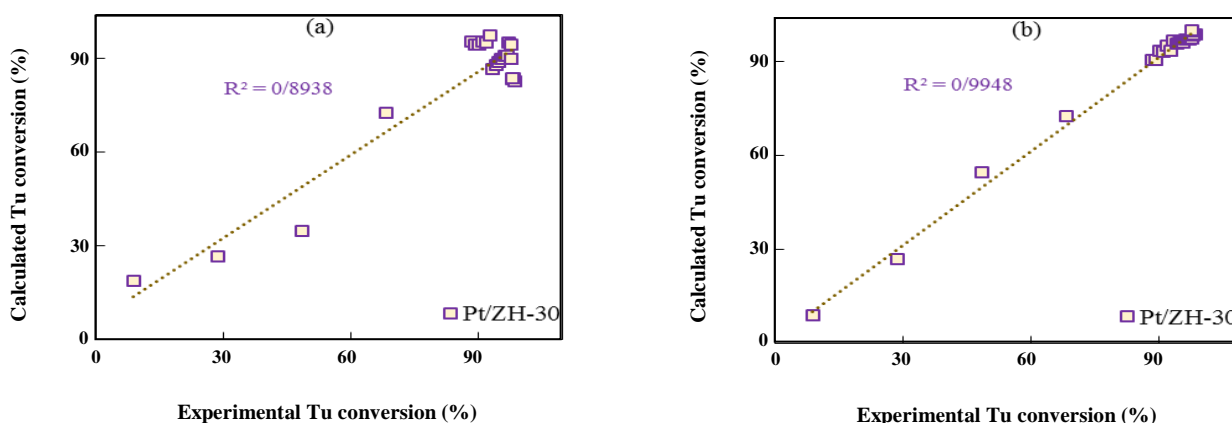 (a)
Calculated Tu conversion (%)
90
60
30
0
R² = 0/8938
Pt/ZH-30
0 30 60 90
Experimental Tu conversion (%)
(b)
Calculated Tu conversion (%)
90
60
30
0
R² = 0/9948
Pt/ZH-30
0 30 60 90
Experimental Tu conversion (%)